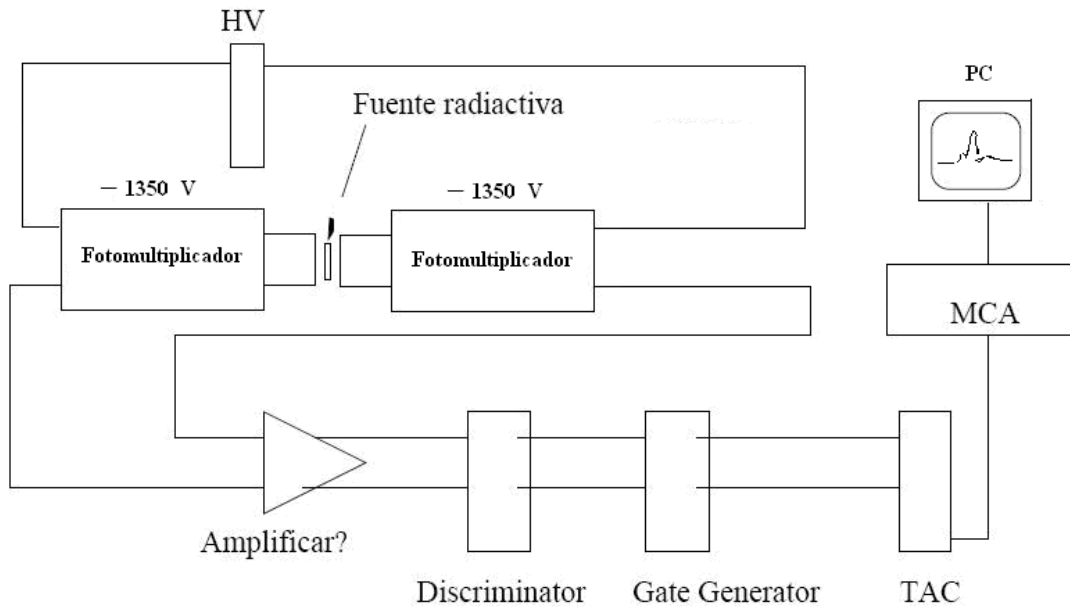 HV
PC
Fuente radiactiva
– 1350 V
– 1350 V
Fotomultiplicador
Fotomultiplicador
MCA
Amplificar?
Discriminator
Gate Generator
TAC